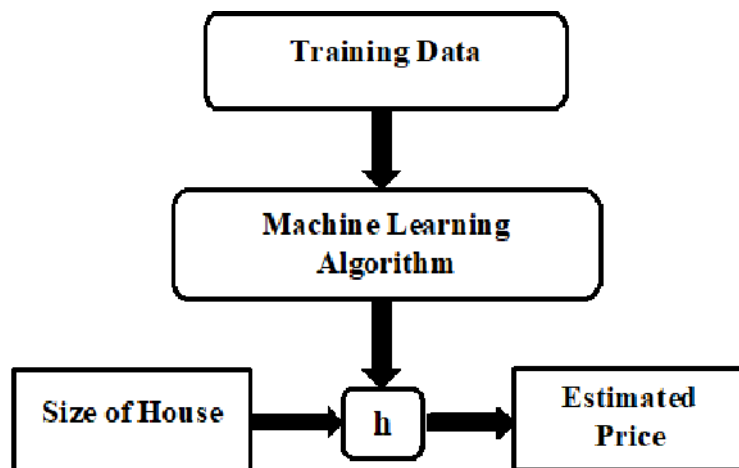 Training Data
Machine Learning
Algorithm
Size of House
h
Estimated
Price